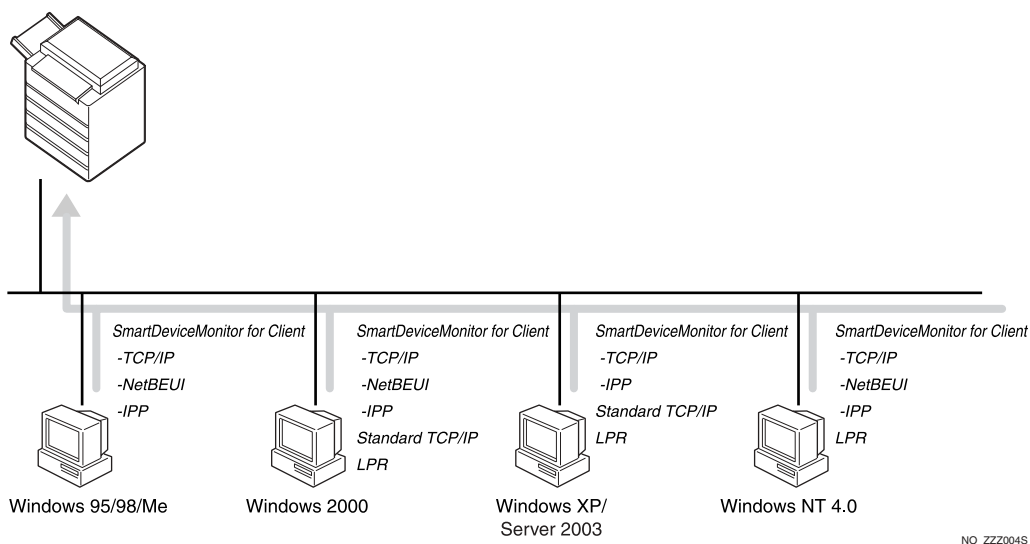 SmartDeviceMonitor for Client
-TCP/IP
-NetBEUI
-IPP
Windows 95/98/Me
SmartDeviceMonitor for Client
-TCP/IP
-NetBEUI
-IPP
Standard TCP/IP
LPR
Windows 2000
SmartDeviceMonitor for Client
-TCP/IP
-IPP
Standard TCP/IP
LPR
Windows XP/
Server 2003
SmartDeviceMonitor for Client
-TCP/IP
-NetBEUI
-IPP
LPR
Windows NT 4.0
NO ZZZ004S